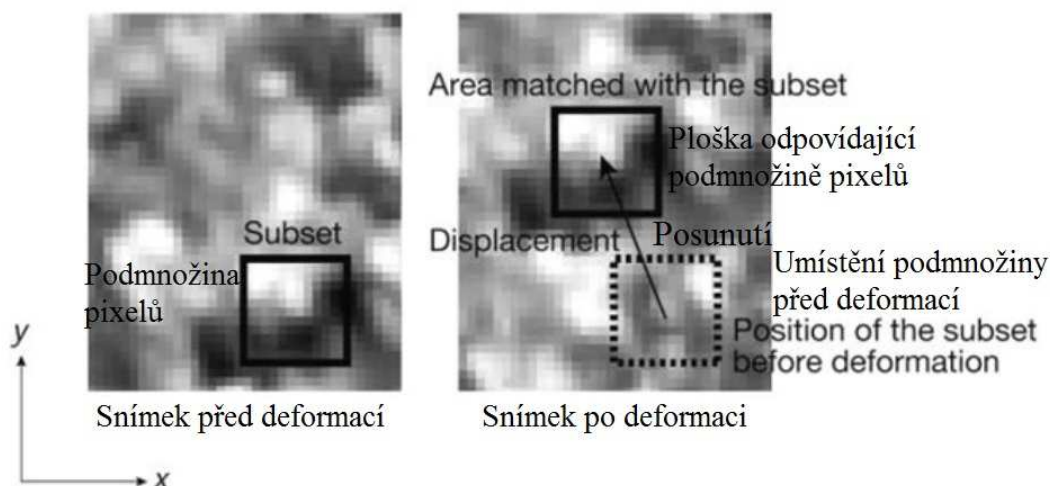 Subset
Podmnožina
pixelů
Area matched with the subset
Ploška odpovídající
podmnožině pixelů
Displacement
Posunutí
Umístění podmnožiny
před deformací
Position of the subset
before deformation
y
x
Snímek před deformací
Snímek po deformaci